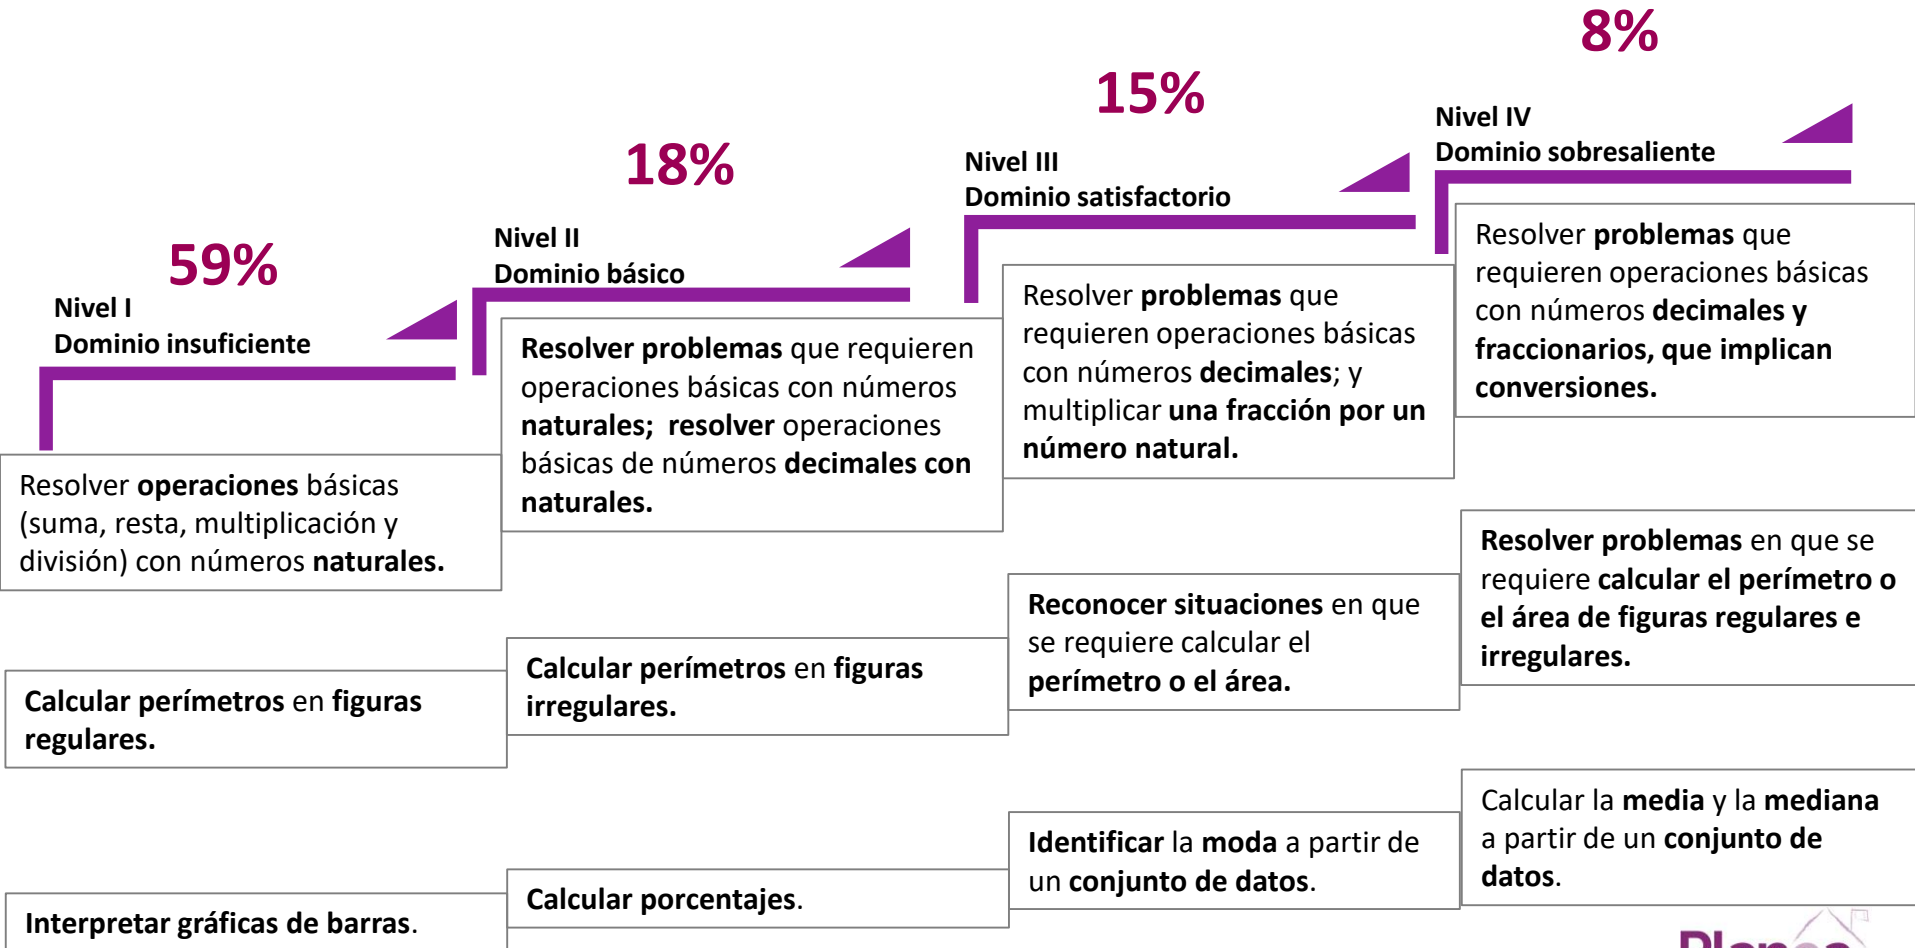 59%
Nivel I
Dominio insuficiente
Resolver operaciones básicas
(suma, resta, multiplicación y
división) con números naturales.
Calcular perímetros en figuras
regulares.
Interpretar gráficas de barras.
18%
Nivel II
Dominio básico
Resolver problemas que requieren
operaciones básicas con números
naturales; resolver operaciones
básicas de números decimales con
naturales.
Calcular perímetros en figuras
irregulares.
Calcular porcentajes.
15%
Nivel III
Dominio satisfactorio
Resolver problemas que
requieren operaciones básicas
con números decimales; y
multiplicar una fracción por un
número natural.
Reconocer situaciones en que
se requiere calcular el
perímetro o el área.
Identificar la moda a partir de
un conjunto de datos.
8%
Nivel IV
Dominio sobresaliente
Resolver problemas que
requieren operaciones básicas
con números decimales y
fraccionarios, que implican
conversiones.
Resolver problemas en que se
requiere calcular el perímetro o
el área de figuras regulares e
irregulares.
Calcular la media y la mediana
a partir de un conjunto de
datos.
Planea